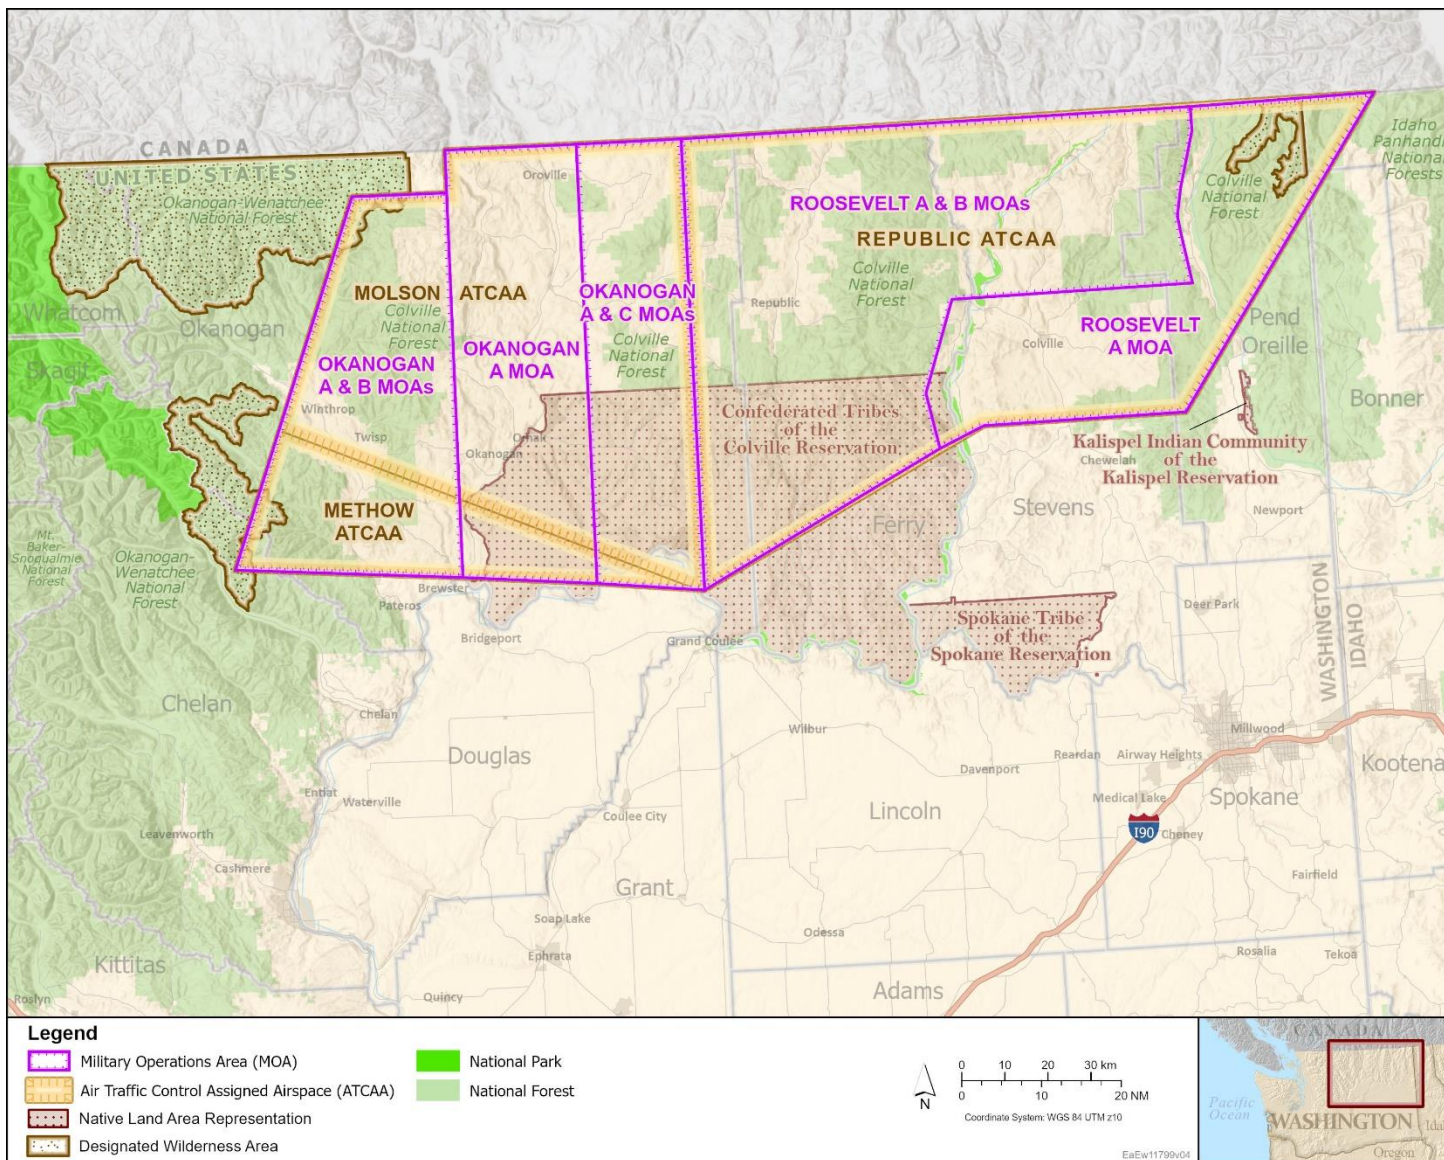 CANADA
UNITED STATES
Okanogan-Wenatchee
National Forest
Whatcom
Skagit
Okanogan
Oroville
MOLSON ATCAA
Colville
National
Forest
OKANOGAN
A & B MOAs
OKANOGAN
A MOA
OKANOGAN
A & C MOAs
Colville
National
Forest
ROOSEVELT A & B MOAs
REPUBLIC ATCAA
Colville
National
Forest
Republic
Colville
National
Forest
Idaho
Panhandle
National
Forests
Colville
ROOSEVELT
A MOA
Pend
Oreille
Bonner
Winthrop
Twisp
Omak
Okanogan
Confederated Tribes
of the
Colville Reservation
Kalispel Indian Community
of the
Kalispel Reservation
Chewelah
METHOW
ATCAA
Ferry
Stevens
Newport
Mt.
Baker-
Snoqualmie
National
Forest
Okanogan-
Wenatchee
National
Forest
Brewster
Pateros
Bridgeport
Grand Coulee
Spokane Tribe
of the
Spokane Reservation
Deer Park
WASHINGTON
IDAHO
Chelan
Chelan
Douglas
Wilbur
Davenport
Reardan
Airway Heights
Millwood
Kootena
Entiat
Waterville
Coulee City
Lincoln
Medical Lake
Spokane
I90
Cheney
Leavenworth
Cashmere
Grant
Fairfield
Soap Lake
Odessa
Ephrata
Rosalia
Tekoa
Kittitas
Roslyn
Quincy
Adams
Legend
Military Operations Area (MOA)
Air Traffic Control Assigned Airspace (ATCAA)
Native Land Area Representation
Designated Wilderness Area
National Park
National Forest
N
0 10 20 30 km
0 10 20 NM
Coordinate System: WGS 84 UTM z10
EaEw11799v04
CANADA
Pacific
Ocean
WASHINGTON
Idah
Oregon